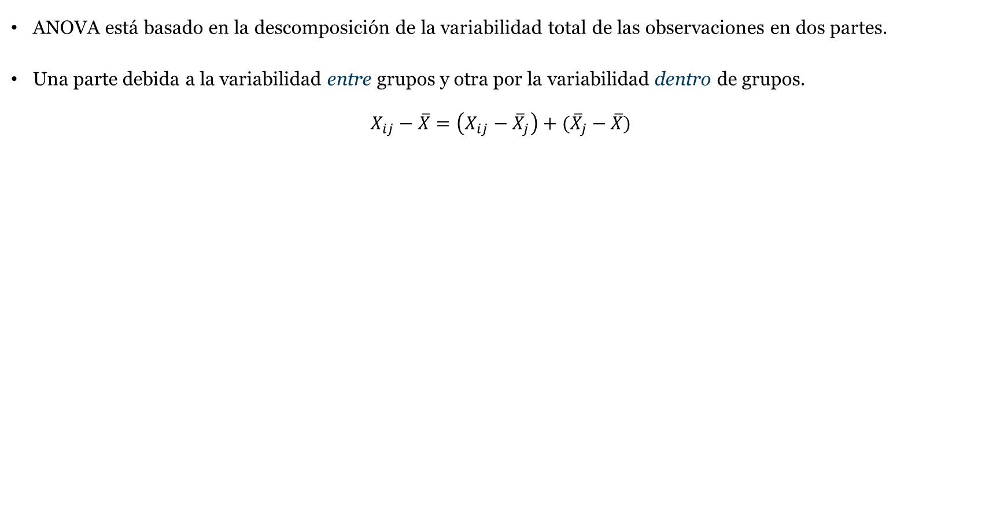 • ANOVA está basado en la descomposición de la variabilidad total de las observaciones en dos partes.
• Una parte debida a la variabilidad entre grupos y otra por la variabilidad dentro de grupos.
$X_{ij} - \bar{X} = (X_{ij} - \bar{X}_j) + (\bar{X}_j - \bar{X})$